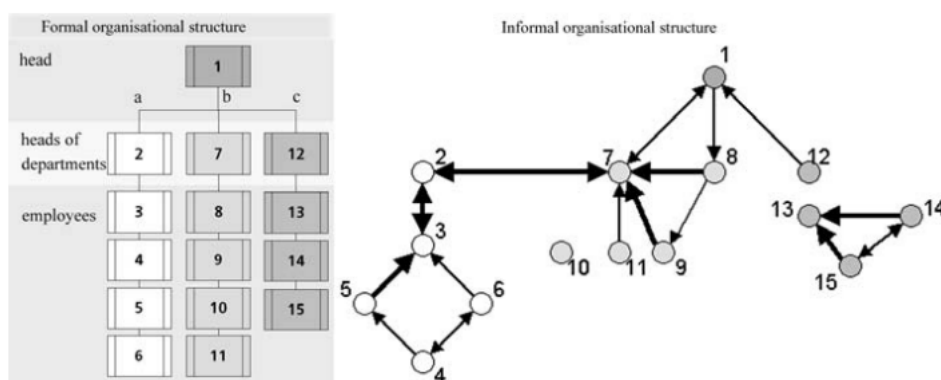 Formal organisational structure
head
1
a b c
heads of
departments
2 7 12
employees
3 8 13
4 9 14
5 10 15
6 11
Informal organisational structure
1
2 7 8 12
3 13 14
10 11 9 15
5 6
4